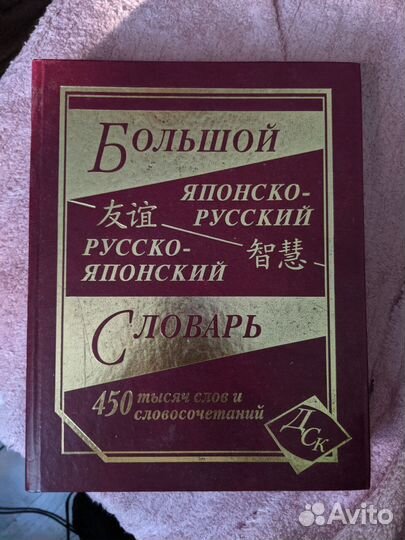 Большой
Японско-
русский
友谊
Русско-
японский
智慧
Словарь
450 тысяч слов и
словосочетаний
ДСК
Avito